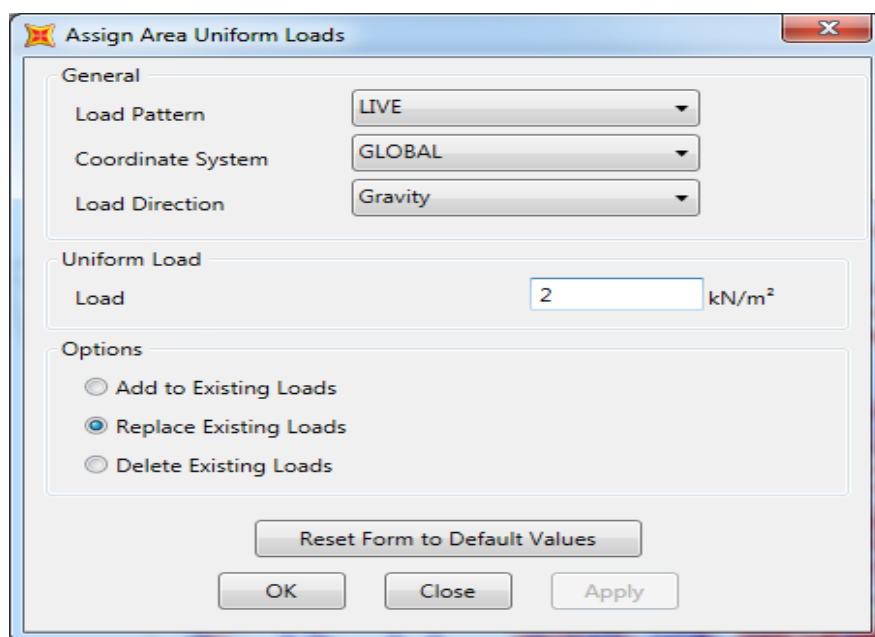 Assign Area Uniform Loads
General
Load Pattern LIVE
Coordinate System GLOBAL
Load Direction Gravity
Uniform Load
Load 2 kN/m²
Options
Add to Existing Loads
Replace Existing Loads
Delete Existing Loads
Reset Form to Default Values
OK Close Apply